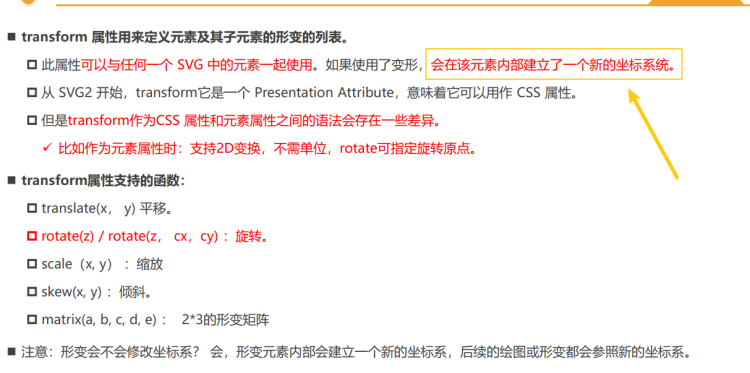 transform 属性用来定义元素及其子元素的形变的列表。
此属性可以与任何一个 SVG 中的元素一起使用。如果使用了变形，会在该元素内部建立了一个新的坐标系统。
从 SVG2 开始，transform它是一个 Presentation Attribute，意味着它可以用作 CSS 属性。
但是transform作为CSS 属性和元素属性之间的语法会存在一些差异。
✓ 比如作为元素属性时：支持2D变换，不需单位，rotate可指定旋转原点。
transform属性支持的函数：
translate(x， y) 平移。
rotate(z) / rotate(z， cx，cy) ：旋转。
scale（x, y） ：缩放
skew(x, y) ：倾斜。
matrix(a, b, c, d, e) ： 2*3的形变矩阵
注意：形变会不会修改坐标系？ 会，形变元素内部会建立一个新的坐标系，后续的绘图或形变都会参照新的坐标系。